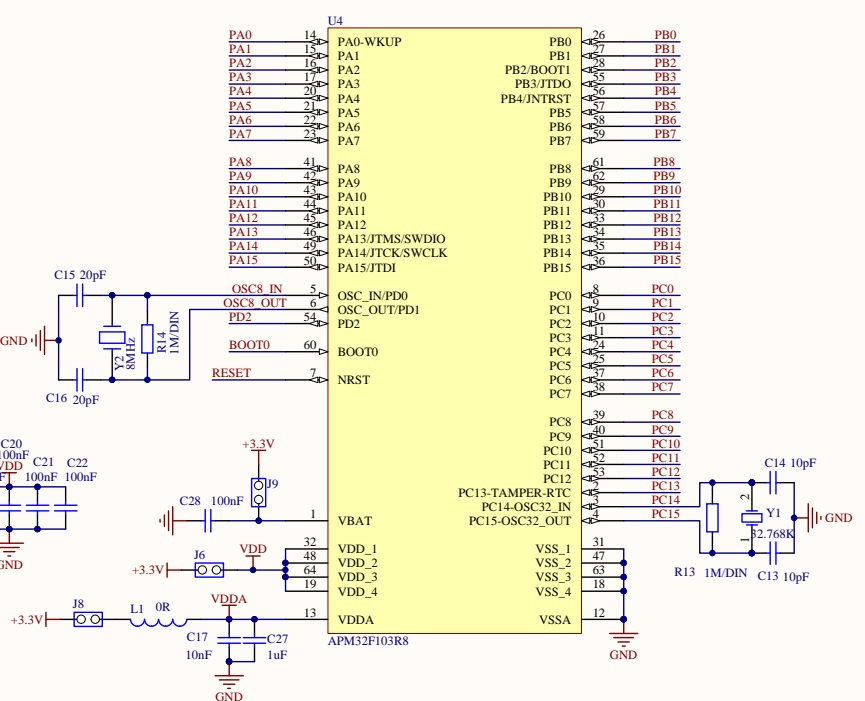 U4
PA0 14 PA0-WKUP PB0 26 PB0
PA1 15 PA1 PB1 27 PB1
PA2 16 PA2 PB2/BOOT1 28 PB2
PA3 17 PA3 PB3/JTDO 55 PB3
PA4 20 PA4 PB4/JNTRST 56 PB4
PA5 21 PA5 PB5 57 PB5
PA6 22 PA6 PB6 58 PB6
PA7 23 PA7 PB7 59 PB7
PA8 41 PA8 PB8 61 PB8
PA9 42 PA9 PB9 62 PB9
PA10 43 PA10 PB10 29 PB10
PA11 44 PA11 PB11 30 PB11
PA12 45 PA12 PB12 33 PB12
PA13 46 PA13/JTMS/SWDIO PB13 34 PB13
PA14 49 PA14/JTCK/SWCLK PB14 35 PB14
PA15 50 PA15/JTDI PB15 36 PB15
C15 20pF
OSC8_IN 5 OSC_IN/PD0 PC0 8 PC0
OSC8_OUT 6 OSC_OUT/PD1 PC1 9 PC1
PD2 54 PD2 PC2 10 PC2
PC3 11 PC3
GND Y2 8MHz R14 1M/DIN
BOOT0 60 BOOT0 PC4 24 PC4
PC5 25 PC5
RESET 7 NRST PC6 37 PC6
PC7 38 PC7
C16 20pF
PC8 39 PC8
PC9 40 PC9
+3.3V PC10 51 PC10
PC11 52 PC11
PC12 53 PC12
C20
100nF
VDD
C21 C22
100nF 100nF
GND
J9
PC13-TAMPER-RTC 2 PC13
PC14-OSC32_IN 3 PC14
PC15-OSC32_OUT 4 PC15
C28 100nF
1 VBAT
C14 10pF
2 Y1
1 32.768K
GND
R13 1M/DIN C13 10pF
32 VDD_1 VSS_1 31
48 VDD_2 VSS_2 47
64 VDD_3 VSS_3 63
19 VDD_4 VSS_4 18
J6 VDD
+3.3V
J8 L1 0R VDDA
+3.3V
13 VDDA VSSA 12
C17 C27
10nF 1uF
GND
APM32F103R8
GND